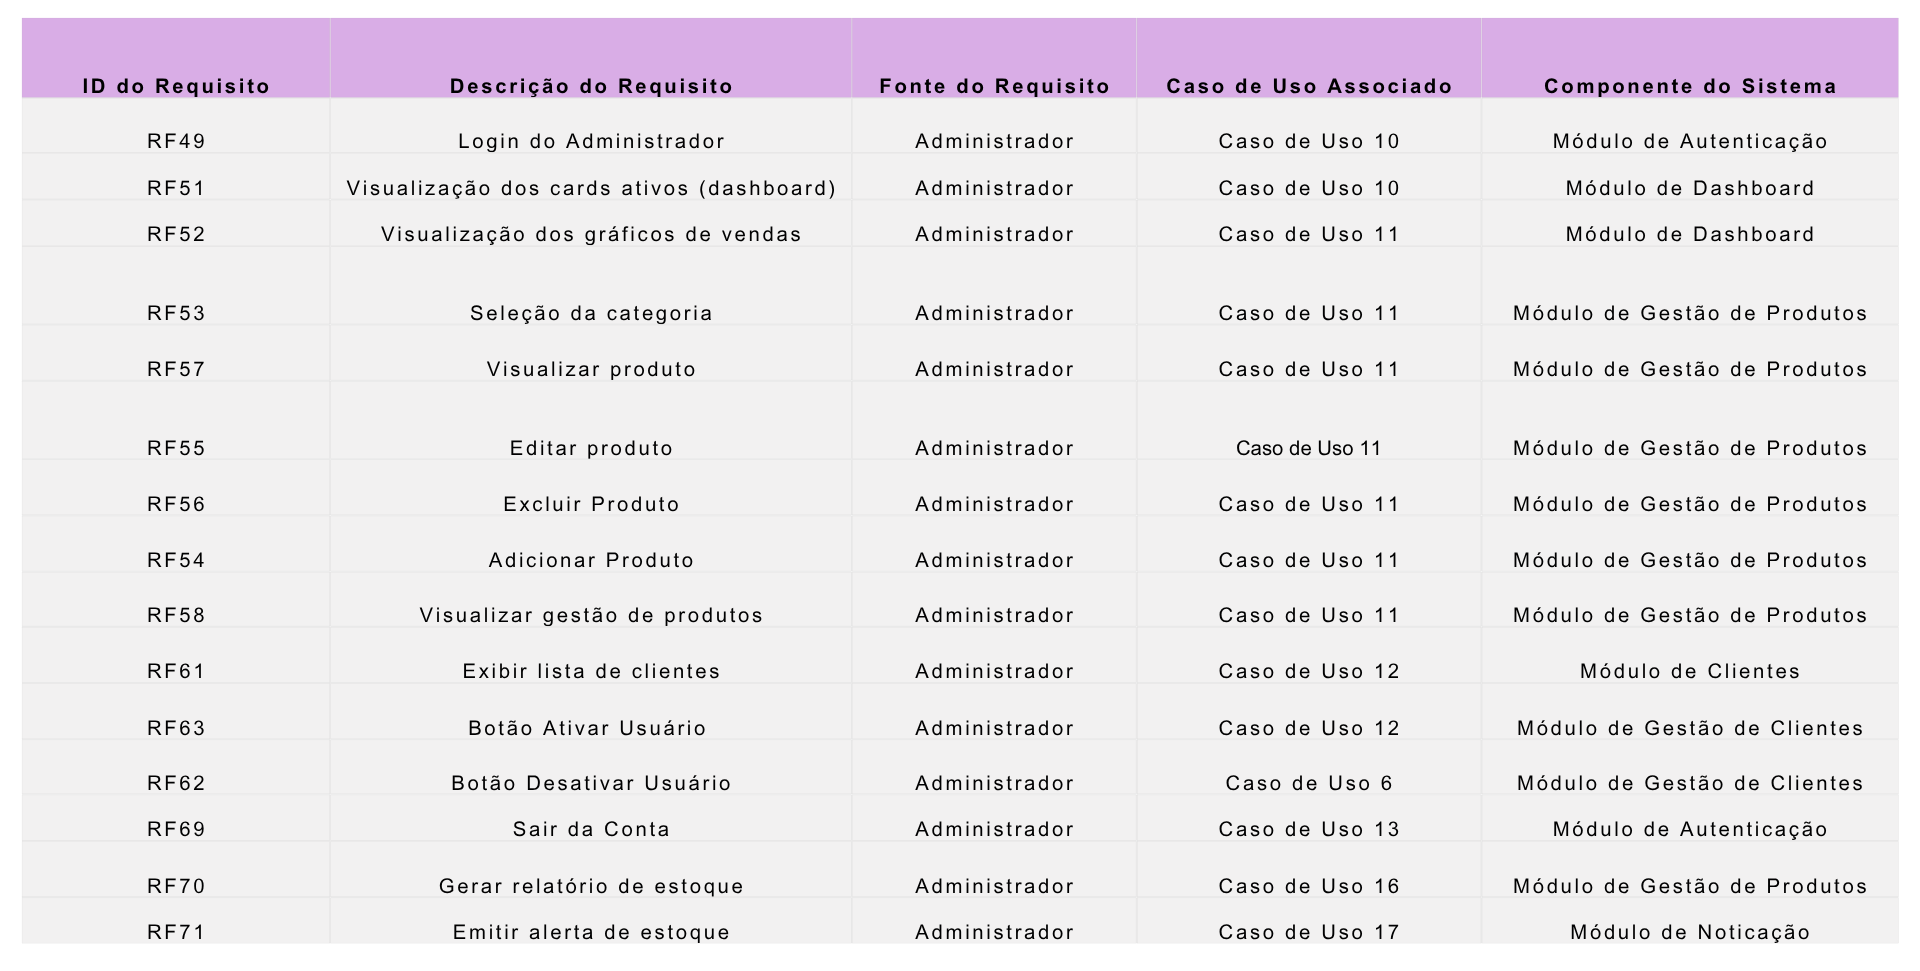 ID do Requisito Descrição do Requisito Fonte do Requisito Caso de Uso Associado Componente do Sistema
RF49 Login do Administrador Administrador Caso de Uso 10 Módulo de Autenticação
RF51 Visualização dos cards ativos (dashboard) Administrador Caso de Uso 10 Módulo de Dashboard
RF52 Visualização dos gráficos de vendas Administrador Caso de Uso 11 Módulo de Dashboard
RF53 Seleção da categoria Administrador Caso de Uso 11 Módulo de Gestão de Produtos
RF57 Visualizar produto Administrador Caso de Uso 11 Módulo de Gestão de Produtos
RF55 Editar produto Administrador Caso de Uso 11 Módulo de Gestão de Produtos
RF56 Excluir Produto Administrador Caso de Uso 11 Módulo de Gestão de Produtos
RF54 Adicionar Produto Administrador Caso de Uso 11 Módulo de Gestão de Produtos
RF58 Visualizar gestão de produtos Administrador Caso de Uso 11 Módulo de Gestão de Produtos
RF61 Exibir lista de clientes Administrador Caso de Uso 12 Módulo de Clientes
RF63 Botão Ativar Usuário Administrador Caso de Uso 12 Módulo de Gestão de Clientes
RF62 Botão Desativar Usuário Administrador Caso de Uso 6 Módulo de Gestão de Clientes
RF69 Sair da Conta Administrador Caso de Uso 13 Módulo de Autenticação
RF70 Gerar relatório de estoque Administrador Caso de Uso 16 Módulo de Gestão de Produtos
RF71 Emitir alerta de estoque Administrador Caso de Uso 17 Módulo de Noticação